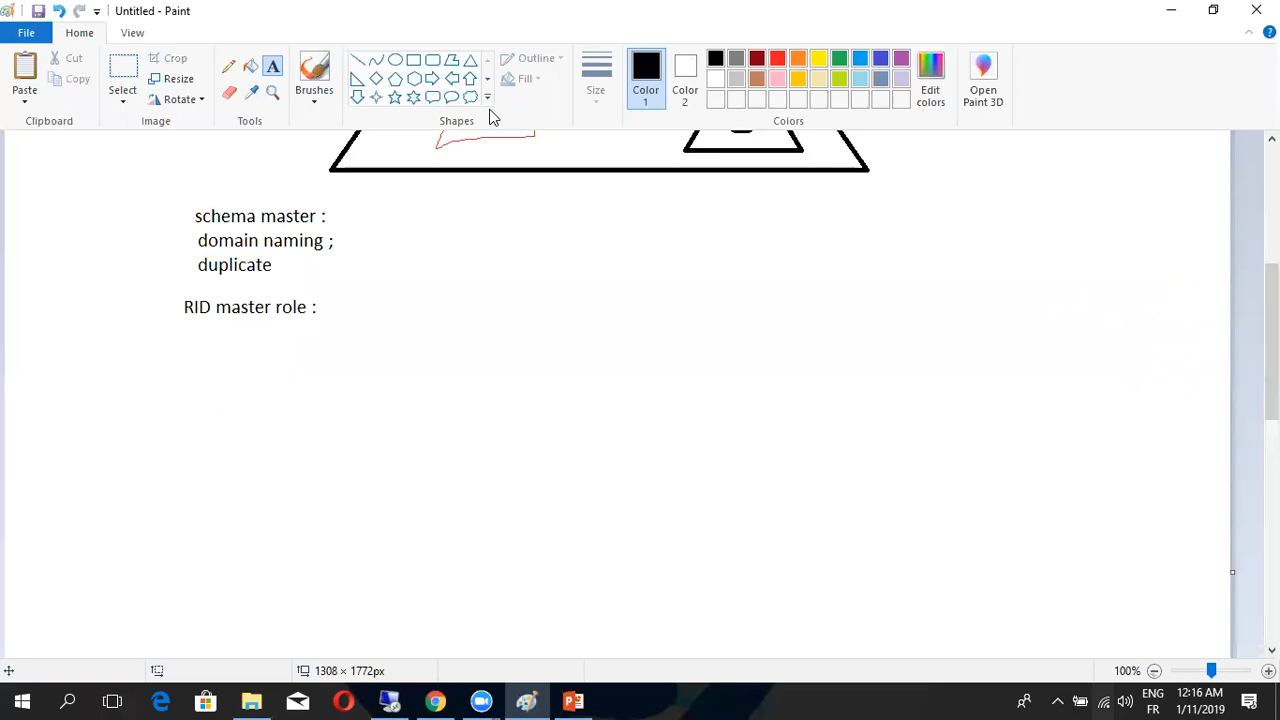 Untitled - Paint
File
Home
View
Paste
Cut
Copy
Clipboard
Select
Crop
Resize
Rotate
Image
Tools
Brushes
Shapes
Outline
Fill
Size
Color 1
Color 2
Edit colors
Colors
Open Paint 3D
schema master :
domain naming ;
duplicate
RID master role :
1308 × 1772px
100%
ENG
FR
12:16 AM
1/11/2019